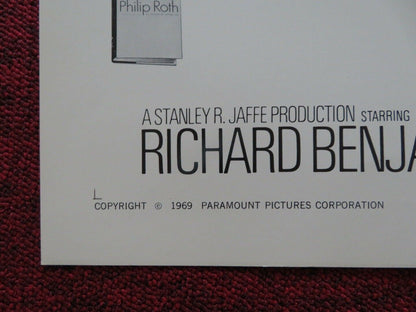 Philip Roth
A STANLEY R. JAFFE PRODUCTION STARRING
RICHARD BENJA
COPYRIGHT © 1969 PARAMOUNT PICTURES CORPORATION